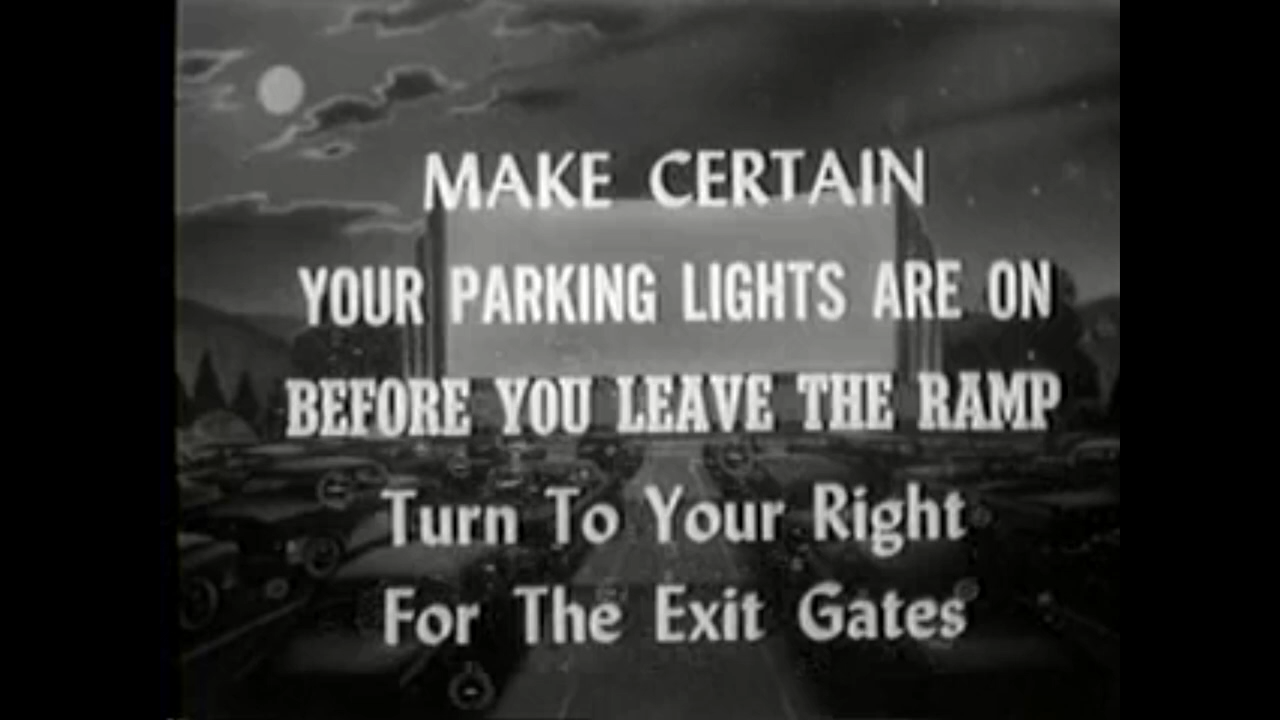 MAKE CERTAIN
YOUR PARKING LIGHTS ARE ON
BEFORE YOU LEAVE THE RAMP
Turn To Your Right
For The Exit Gates